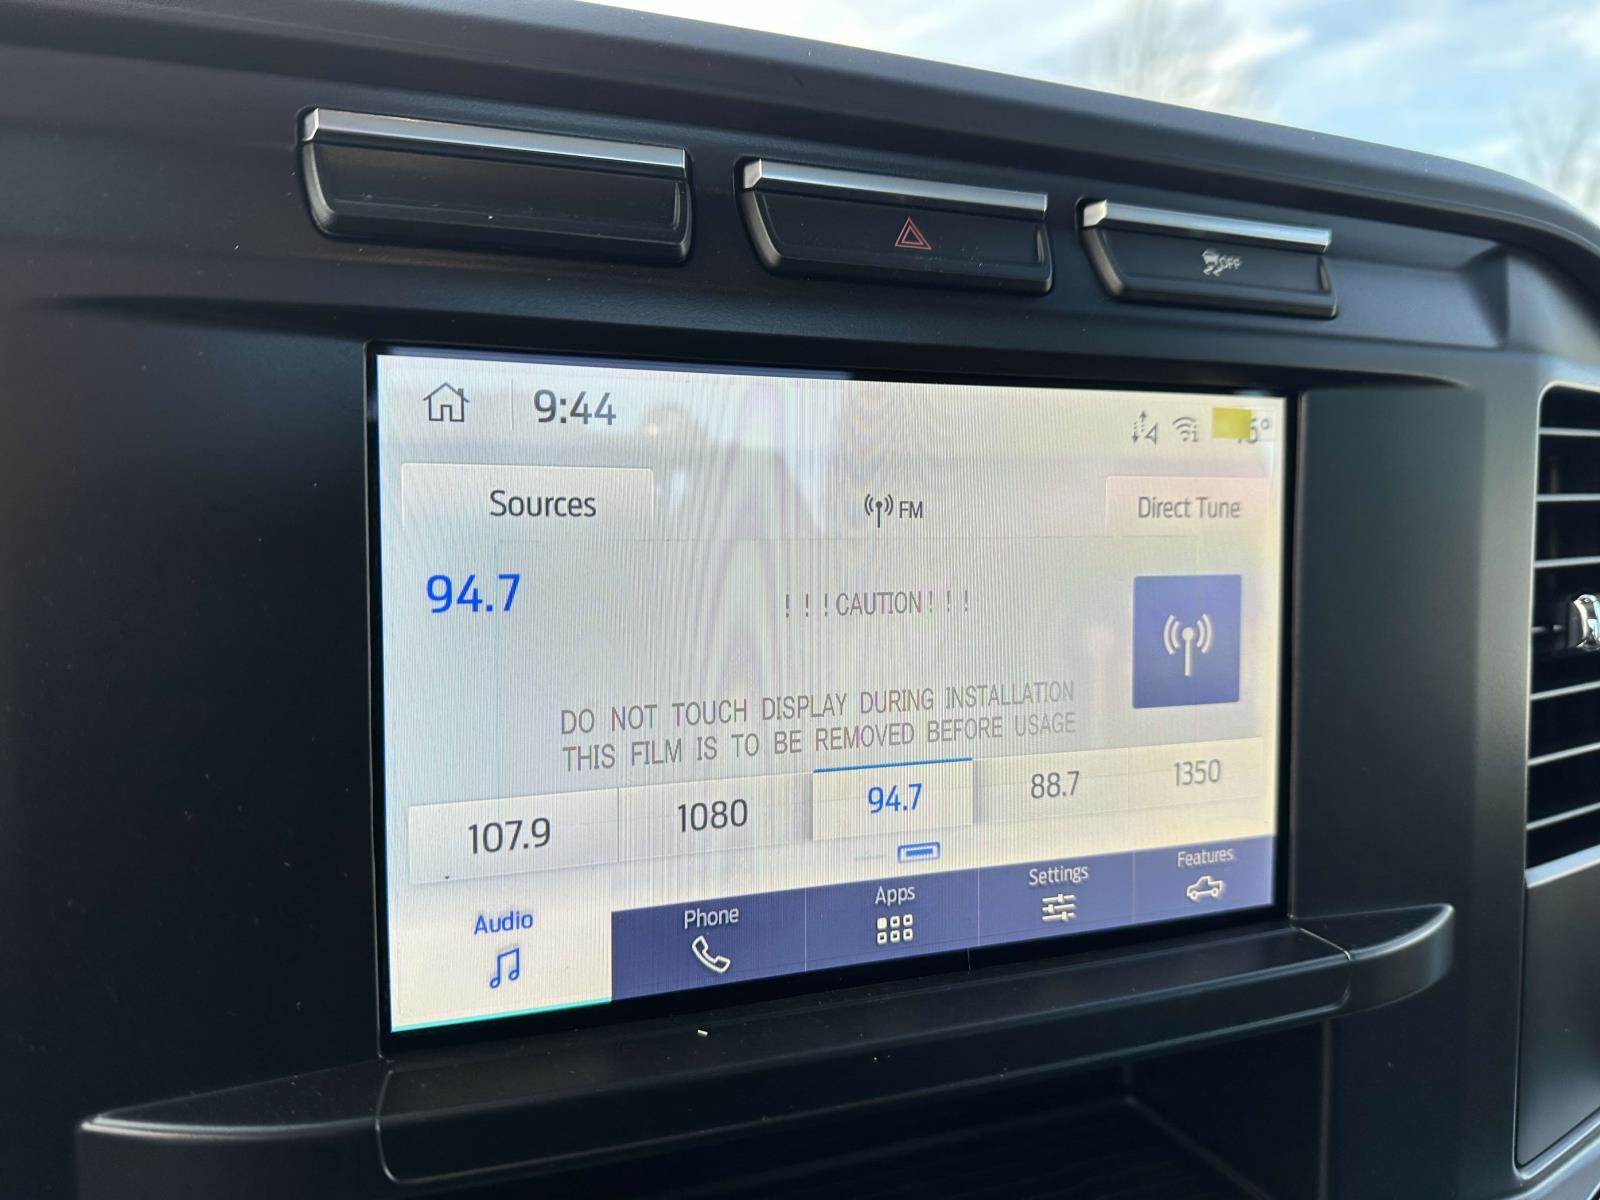 OFF
9:44
Sources
FM
Direct Tune
94.7
! ! ! CAUTION ! ! !
DO NOT TOUCH DISPLAY DURING INSTALLATION
THIS FILM IS TO BE REMOVED BEFORE USAGE
107.9
1080
94.7
88.7
1350
Audio
Phone
Apps
Settings
Features